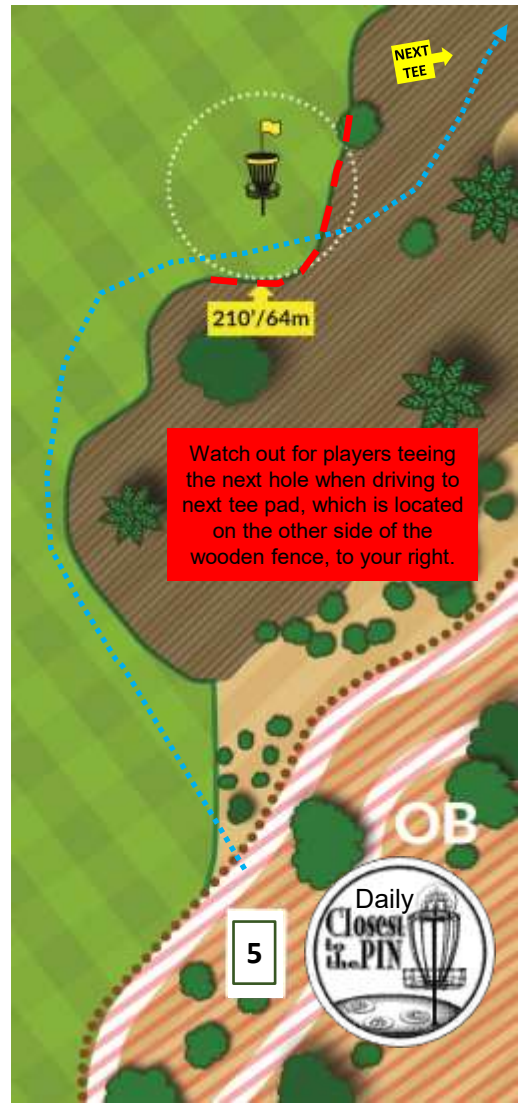 NEXT
TEE
210'/64m
Watch out for players teeing
the next hole when driving to
next tee pad, which is located
on the other side of the
wooden fence, to your right.
OB
5
Daily
Closest
to the PIN